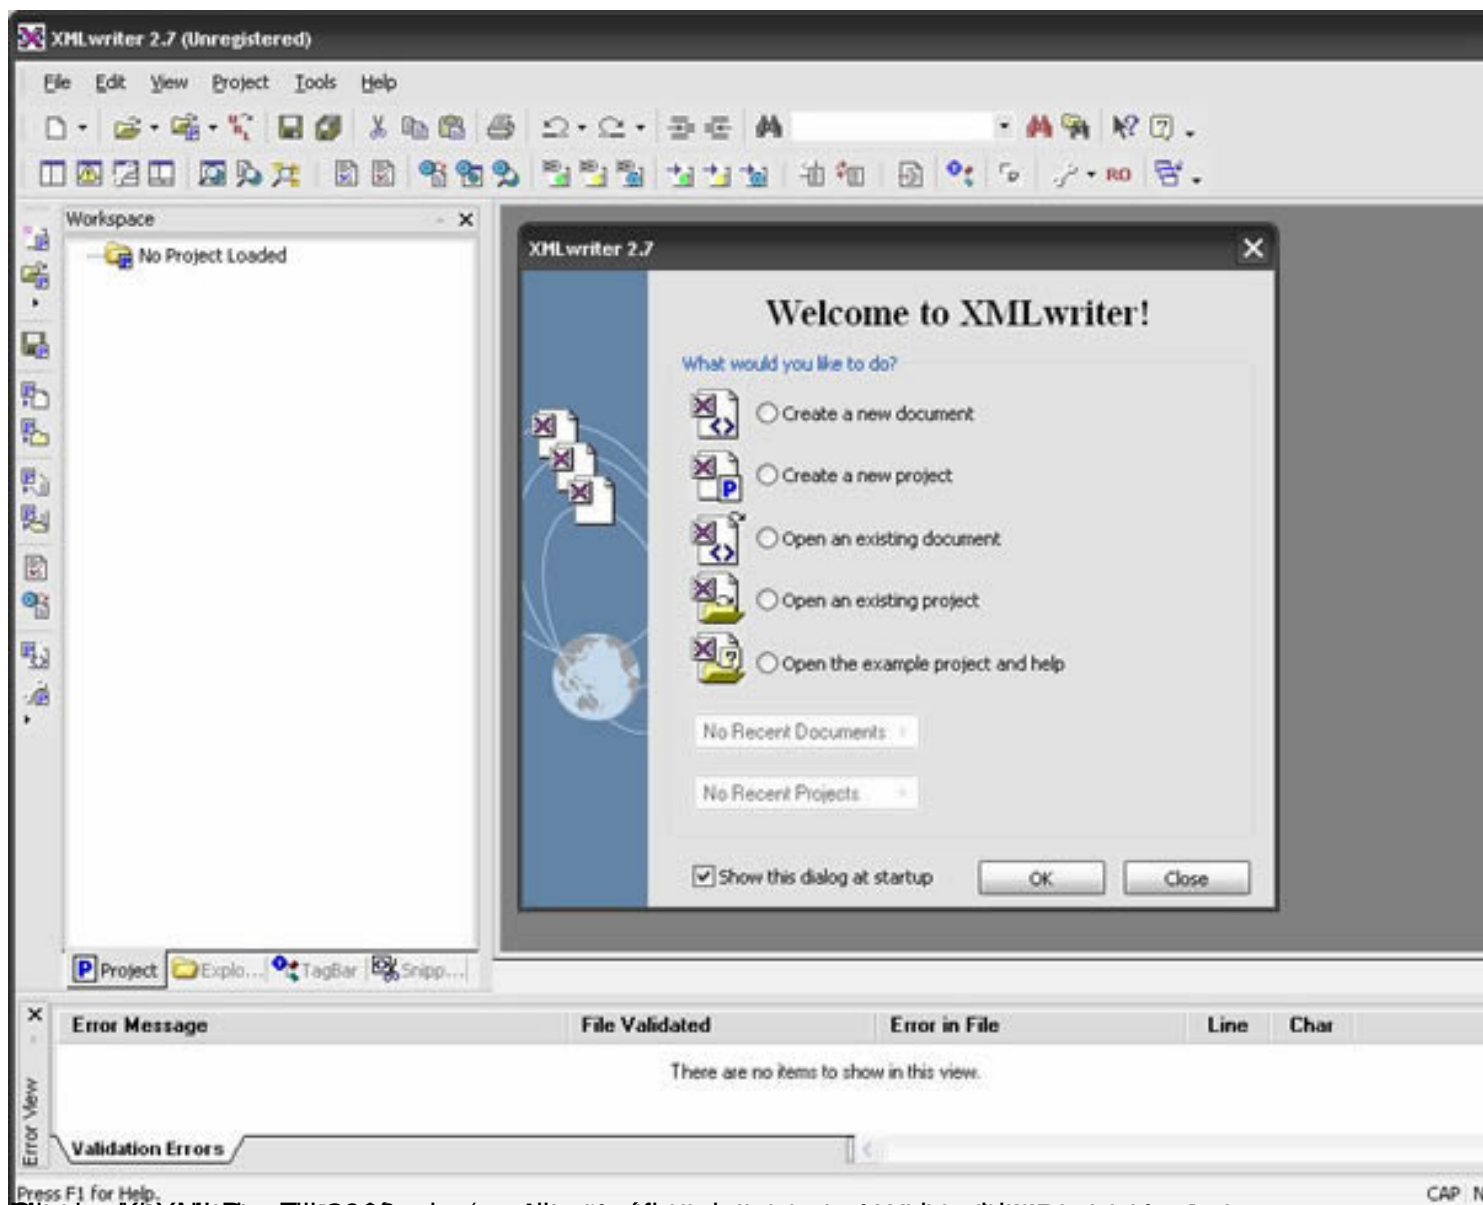 XMLwriter 2.7 (Unregistered)
File Edit View Project Tools Help
RO
Workspace
No Project Loaded
XMLwriter 2.7
Welcome to XMLwriter!
What would you like to do?
Create a new document
Create a new project
P
Open an existing document
Open an existing project
Open the example project and help
No Recent Documents
No Recent Projects
Show this dialog at startup OK Close
P Project Explo... TagBar Snipp...
Error Message File Validated Error in File Line Char
There are no items to show in this view.
Error View
Validation Errors
Press F1 for Help. CAP N